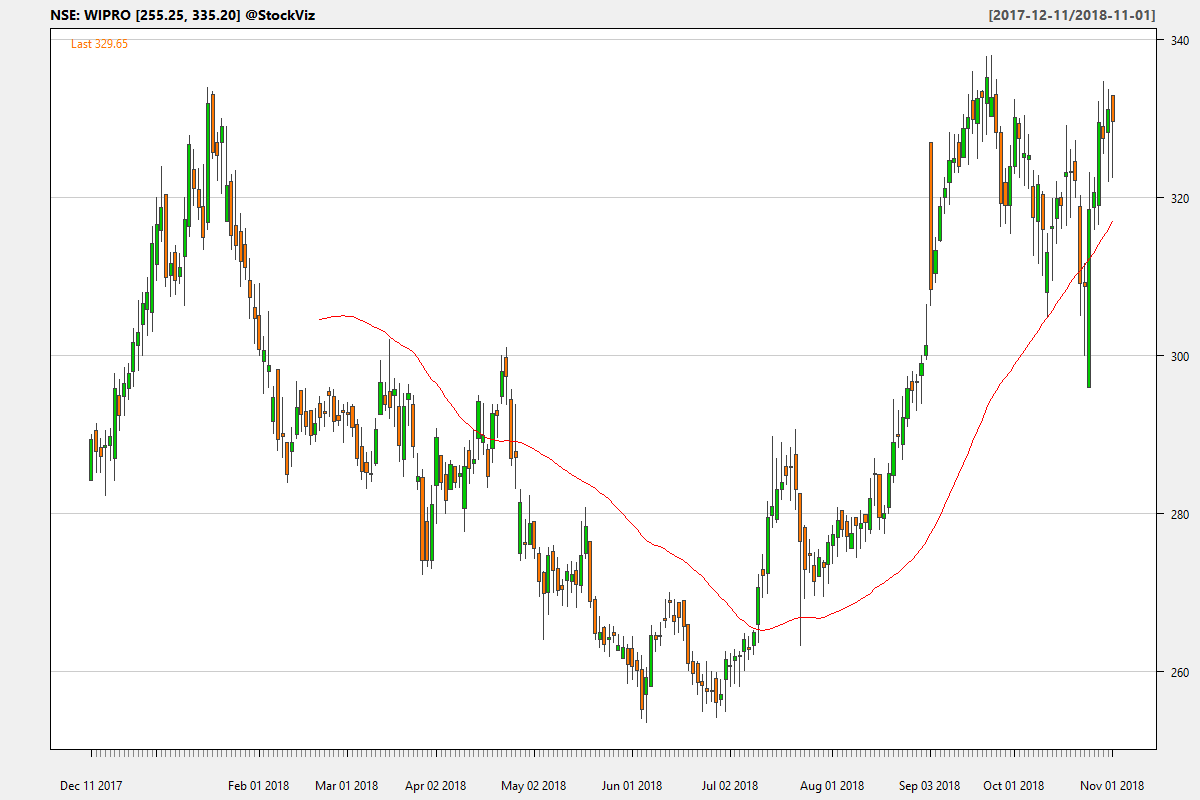 NSE: WIPRO [255.25, 335.20] @StockViz
[2017-12-11/2018-11-01]
Last 329.65
340
320
300
280
260
Dec 11 2017
Feb 01 2018
Mar 01 2018
Apr 02 2018
May 02 2018
Jun 01 2018
Jul 02 2018
Aug 01 2018
Sep 03 2018
Oct 01 2018
Nov 01 2018